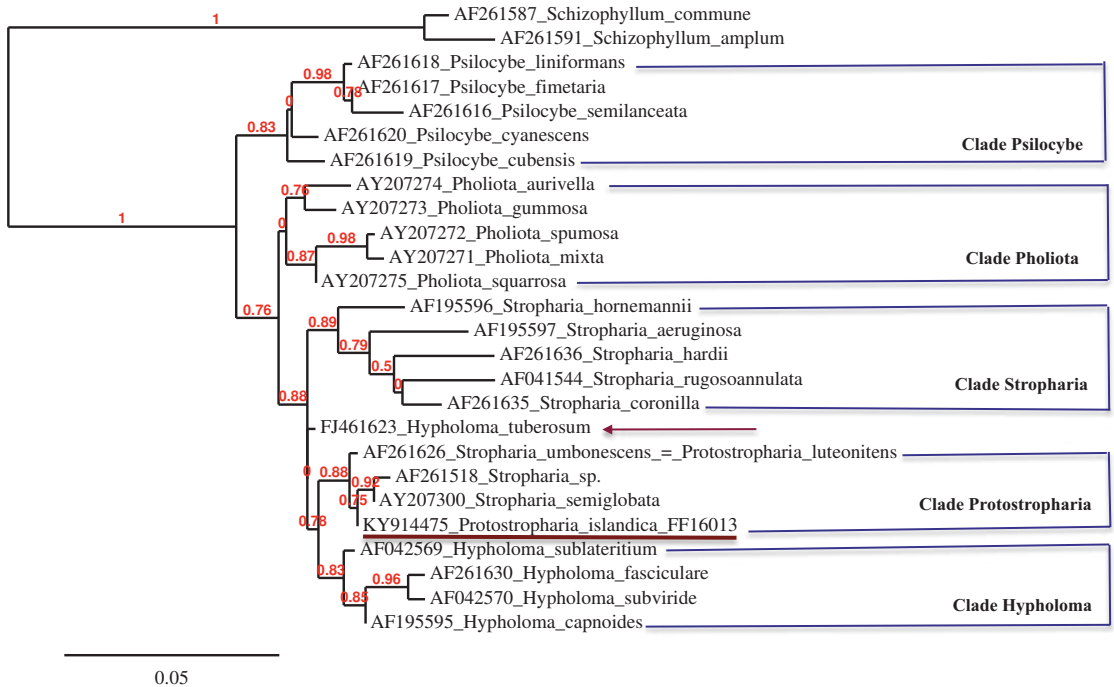 1
AF261587_Schizophyllum_commune
AF261591_Schizophyllum_amplum
AF261618_Psilocybe_liniformans
0.98
0.78
AF261617_Psilocybe_fimetaria
0
AF261616_Psilocybe_semilanceata
0.83
AF261620_Psilocybe_cyanescens
Clade Psilocybe
AF261619_Psilocybe_cubensis
0.76
AY207274_Pholiota_aurivella
AY207273_Pholiota_gummosa
1
0
0.98
AY207272_Pholiota_spumosa
0.87
AY207271_Pholiota_mixta
Clade Pholiota
AY207275_Pholiota_squarrosa
0.76
AF195596_Stropharia_hornemannii
0.89
AF195597_Stropharia_aeruginosa
0.79
AF261636_Stropharia_hardii
0.5
0
AF041544_Stropharia_rugosoannulata
Clade Stropharia
0.88
AF261635_Stropharia_coronilla
FJ461623_Hypholoma_tuberosum
AF261626_Stropharia_umbonescens_=_Protostropharia_luteonitens
0
0.88
0.92
AF261518_Stropharia_sp.
0.75
AY207300_Stropharia_semiglobata
Clade Protostropharia
0.78
KY914475_Protostropharia_islandica_FF16013
AF042569_Hypholoma_sublateritium
0.83
0.96
AF261630_Hypholoma_fasciculare
0.85
AF042570_Hypholoma_subviride
Clade Hypholoma
AF195595_Hypholoma_capnoides
0.05